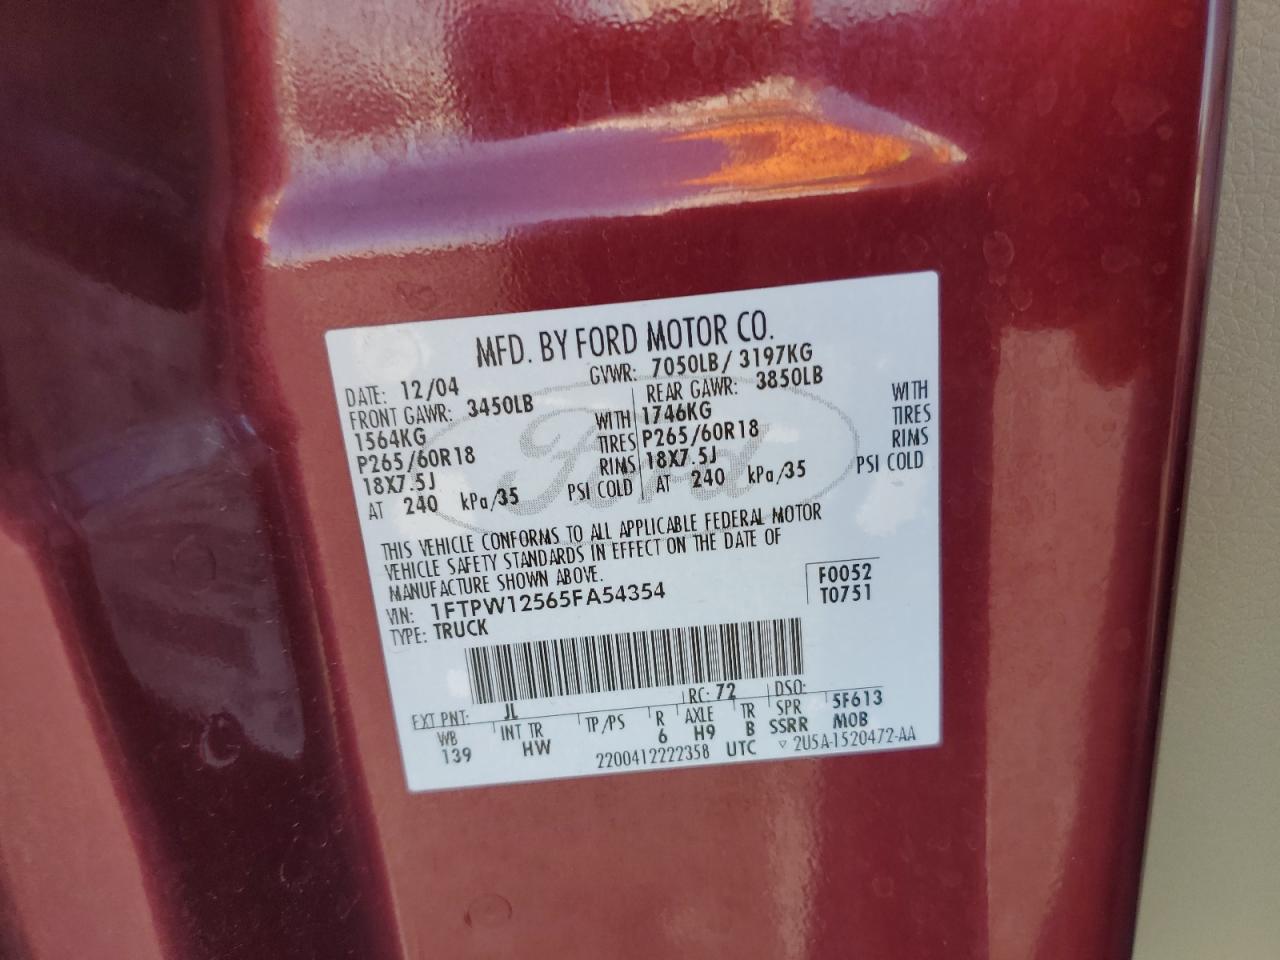 MFD. BY FORD MOTOR CO.
DATE: 12/04 GVWR: 7050LB / 3197KG
FRONT GAWR: 3450LB REAR GAWR: 3850LB
1564KG WITH 1746KG WITH
P265/60R18 TIRES P265/60R18 TIRES
18X7.5J RIMS 18X7.5J RIMS
AT 240 kPa/35 PSI COLD AT 240 kPa/35 PSI COLD
THIS VEHICLE CONFORMS TO ALL APPLICABLE FEDERAL MOTOR
VEHICLE SAFETY STANDARDS IN EFFECT ON THE DATE OF
MANUFACTURE SHOWN ABOVE.
VIN: 1FTPW12565FA54354 F0052
TYPE: TRUCK T0751
EXT PNT: JL RC: 72 DSO:
WB INT TR TP/PS R AXLE TR SPR 5F613
139 HW 6 H9 B SSRR MOB
2200412222358 UTC ▽ 2U5A-1520472-AA
Ford